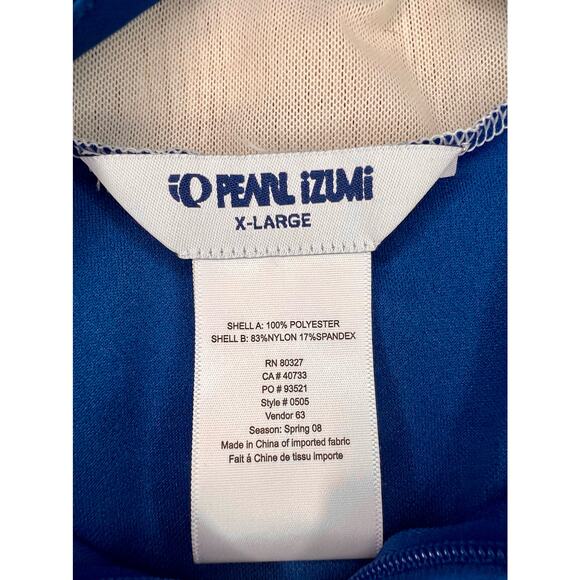 PEARL iZUMi
X-LARGE
SHELL A: 100% POLYESTER
SHELL B: 83%NYLON 17%SPANDEX
RN 80327
CA # 40733
PO # 93521
Style # 0505
Vendor 63
Season: Spring 08
Made in China of imported fabric
Fait á Chine de tissu importe